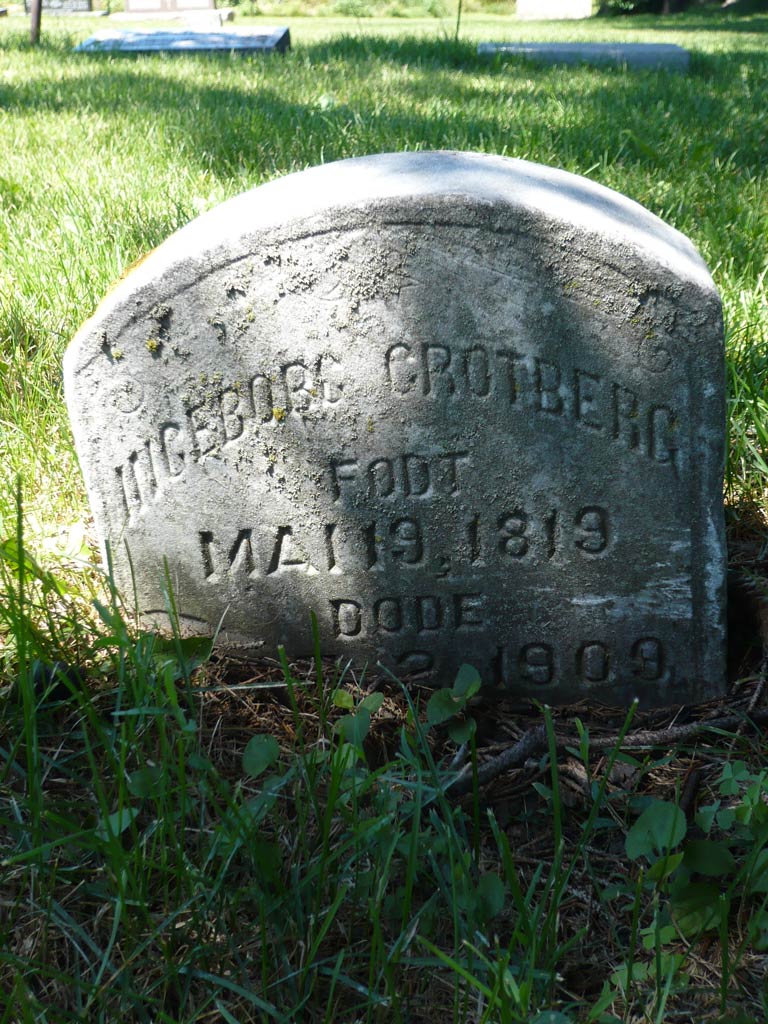 INGEBORG GROTBERG
FODT
MAI 19, 1819
DODE
2, 1909